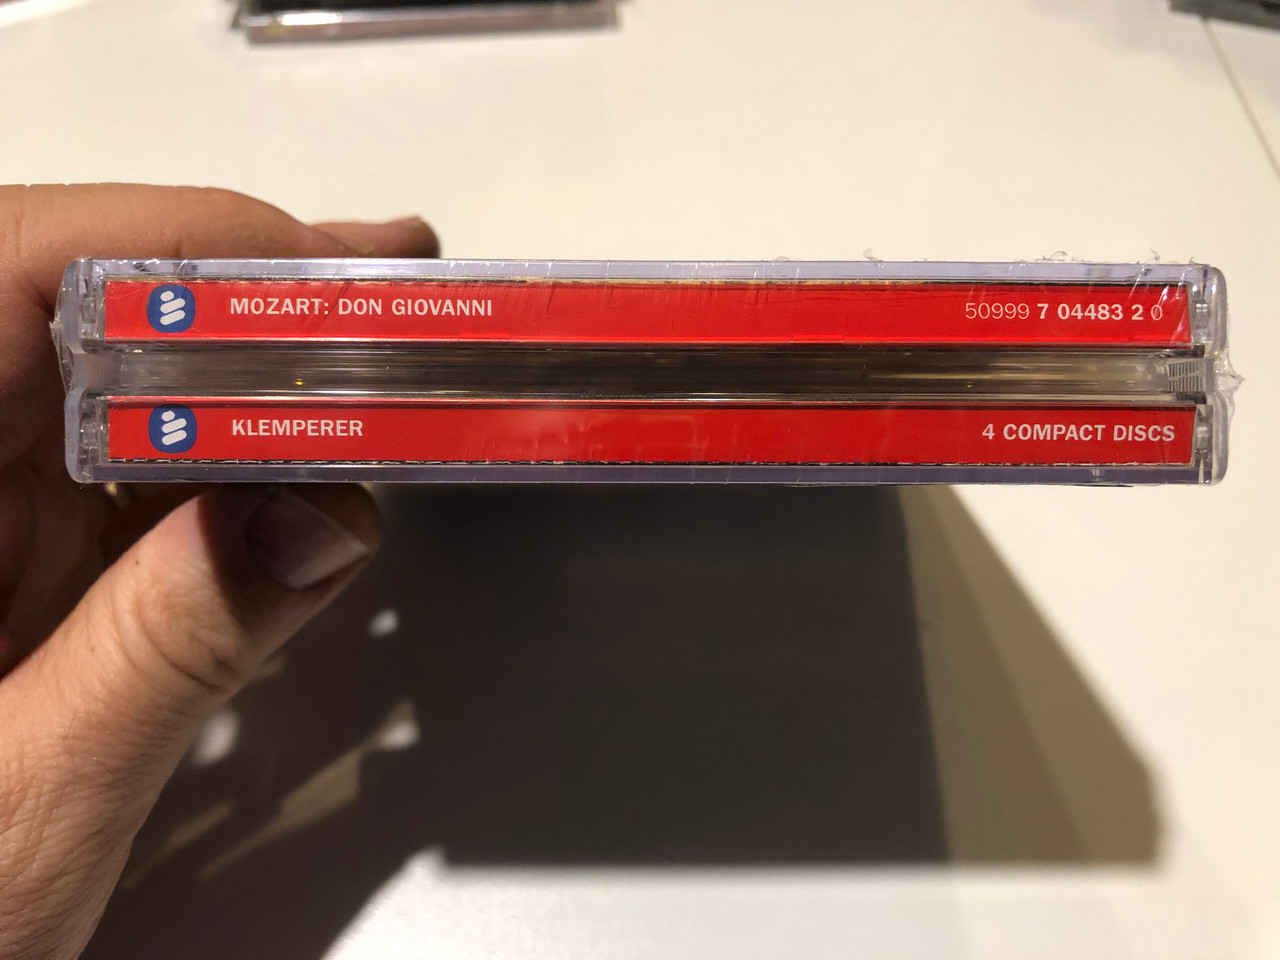 MOZART: DON GIOVANNI 50999 7 04483 2 0
KLEMPERER 4 COMPACT DISCS